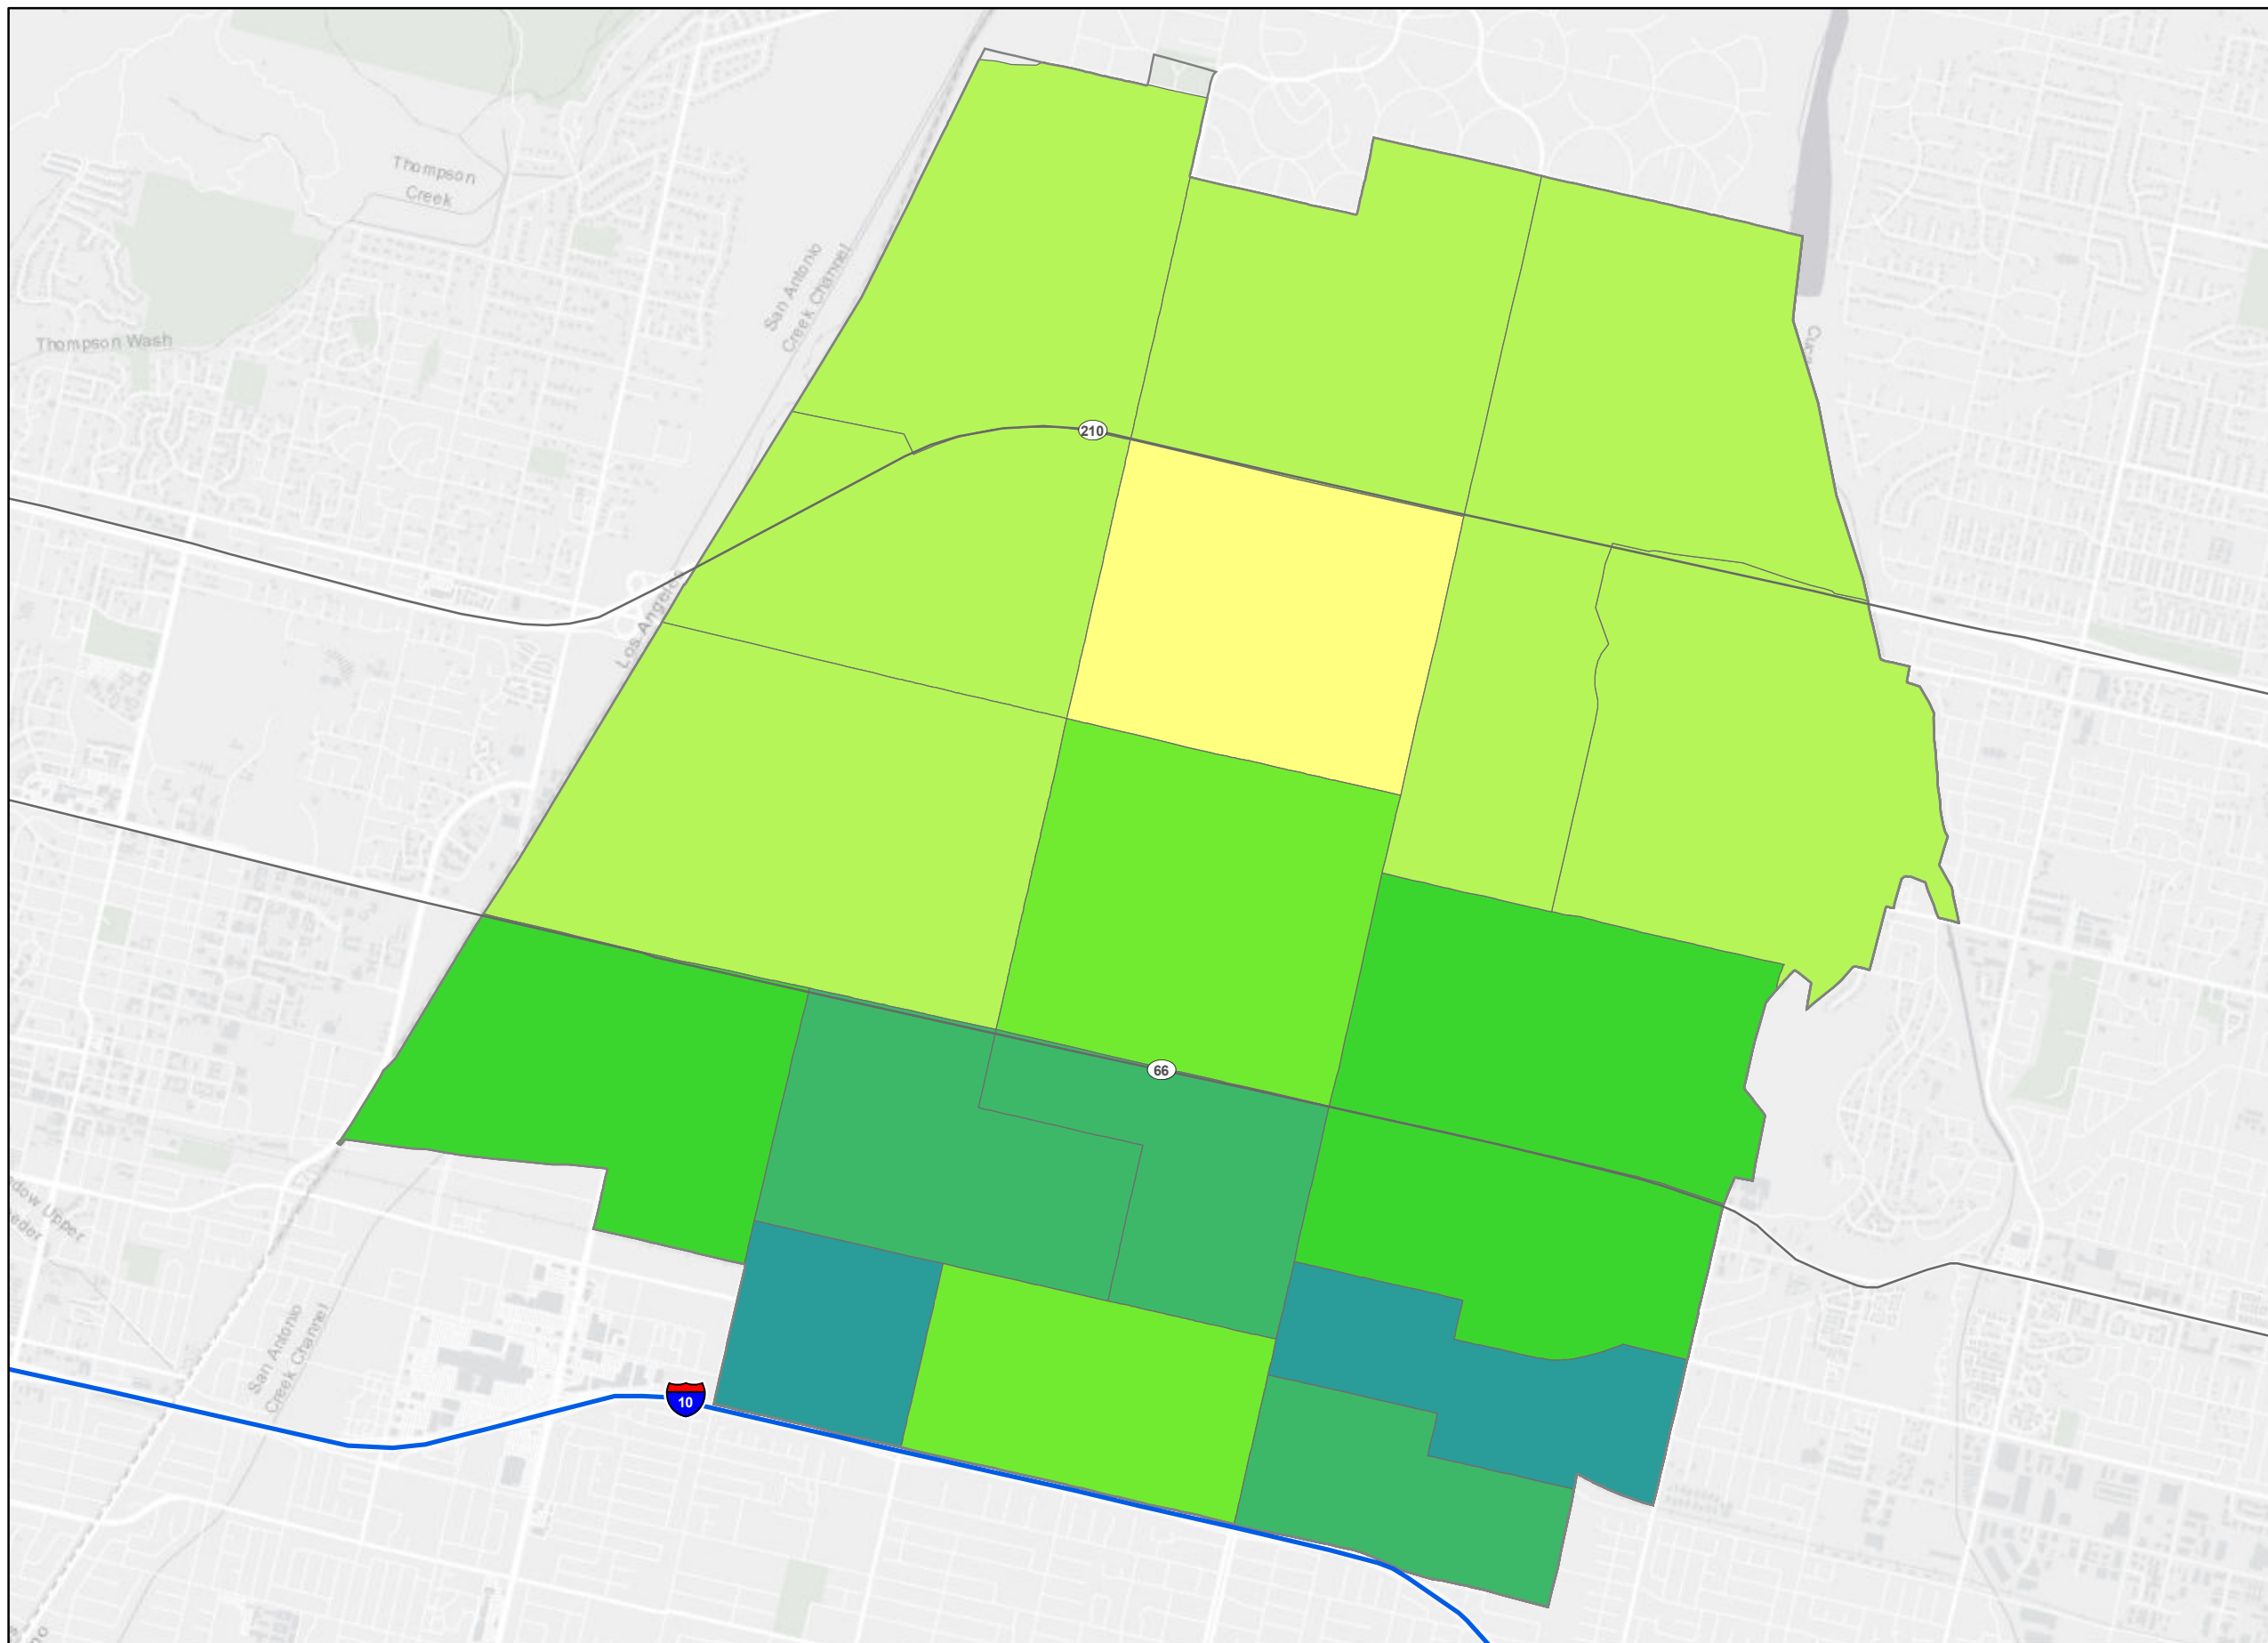 Thompson
Creek
San Antonio
Creek Channel
Thompson Wash
210
Los Angeles
66
San Antonio
Creek Channel
10